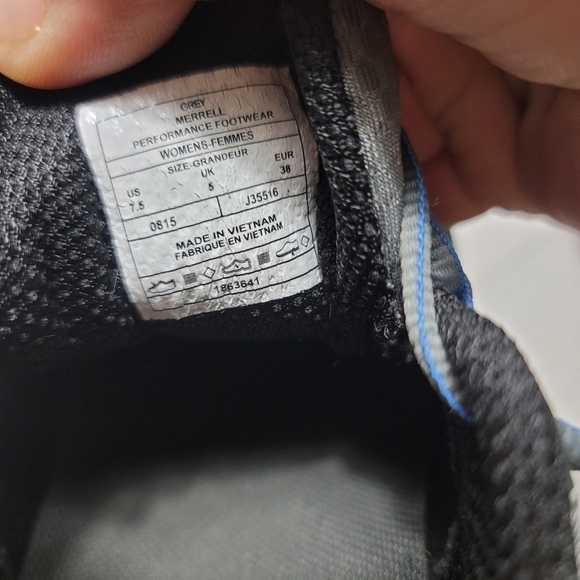 GREY
MERRELL
PERFORMANCE FOOTWEAR
WOMENS-FEMMES
SIZE-GRANDEUR
US UK EUR
7.5 5 38
0815 J35516
MADE IN VIETNAM
FABRIQUE EN VIETNAM
1863641